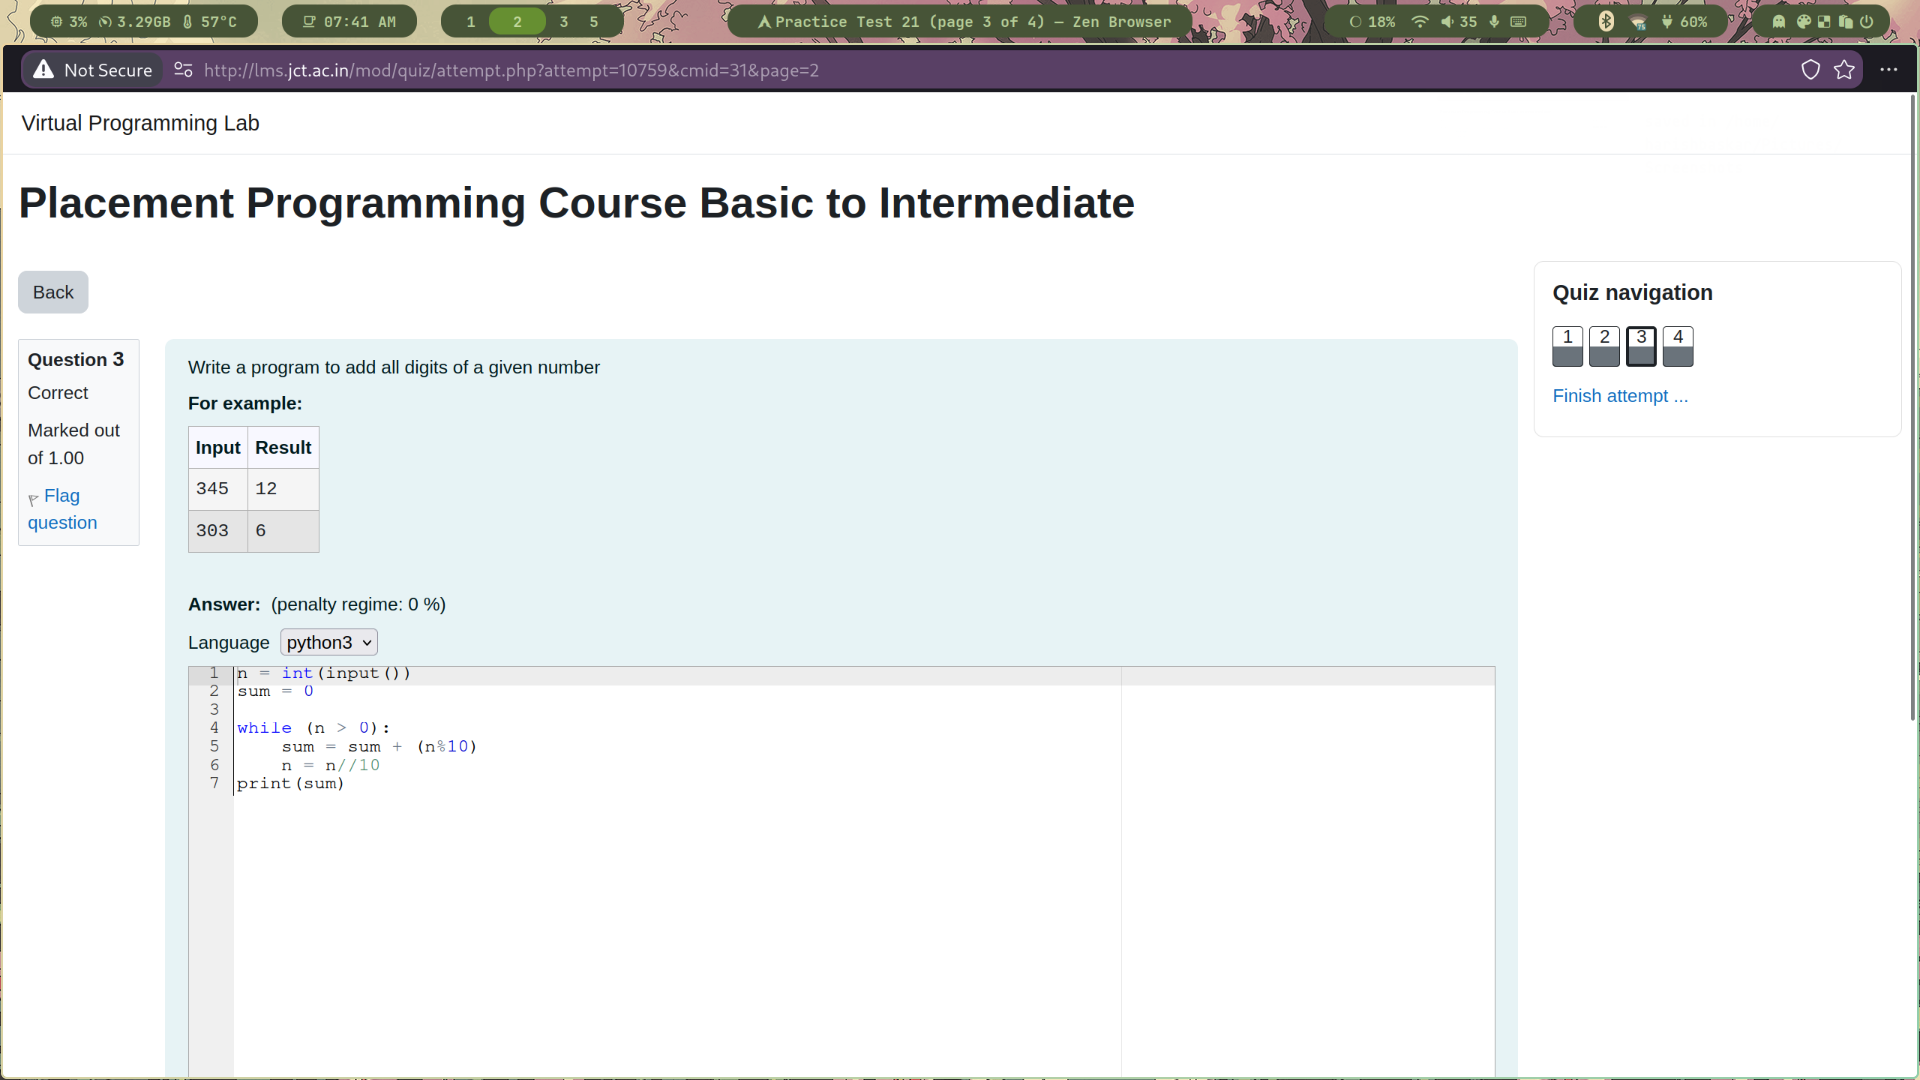 3% 3.29GB 57°C
07:41 AM
1 2 3 5
Practice Test 21 (page 3 of 4) — Zen Browser
18% 35
60%
Not Secure http://lms.jct.ac.in/mod/quiz/attempt.php?attempt=10759&cmid=31&page=2
Virtual Programming Lab
Placement Programming Course Basic to Intermediate
Back
Question 3
Correct
Marked out
of 1.00
Flag
question
Write a program to add all digits of a given number
For example:
Input Result
345 12
303 6
Answer: (penalty regime: 0 %)
Language python3
1 n = int(input())
2 sum = 0
3
4 while (n > 0):
5     sum = sum + (n%10)
6     n = n//10
7 print(sum)
Quiz navigation
1 2 3 4
Finish attempt ...